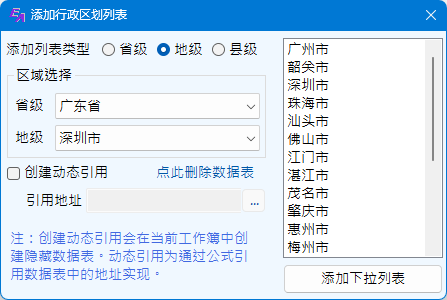 添加行政区划列表
添加列表类型 省级 地级 县级
区域选择
省级 广东省
地级 深圳市
创建动态引用 点此删除数据表
引用地址 ...
注：创建动态引用会在当前工作簿中创
建隐藏数据表。动态引用为通过公式引
用数据表中的地址实现。
广州市
韶关市
深圳市
珠海市
汕头市
佛山市
江门市
湛江市
茂名市
肇庆市
惠州市
梅州市
添加下拉列表